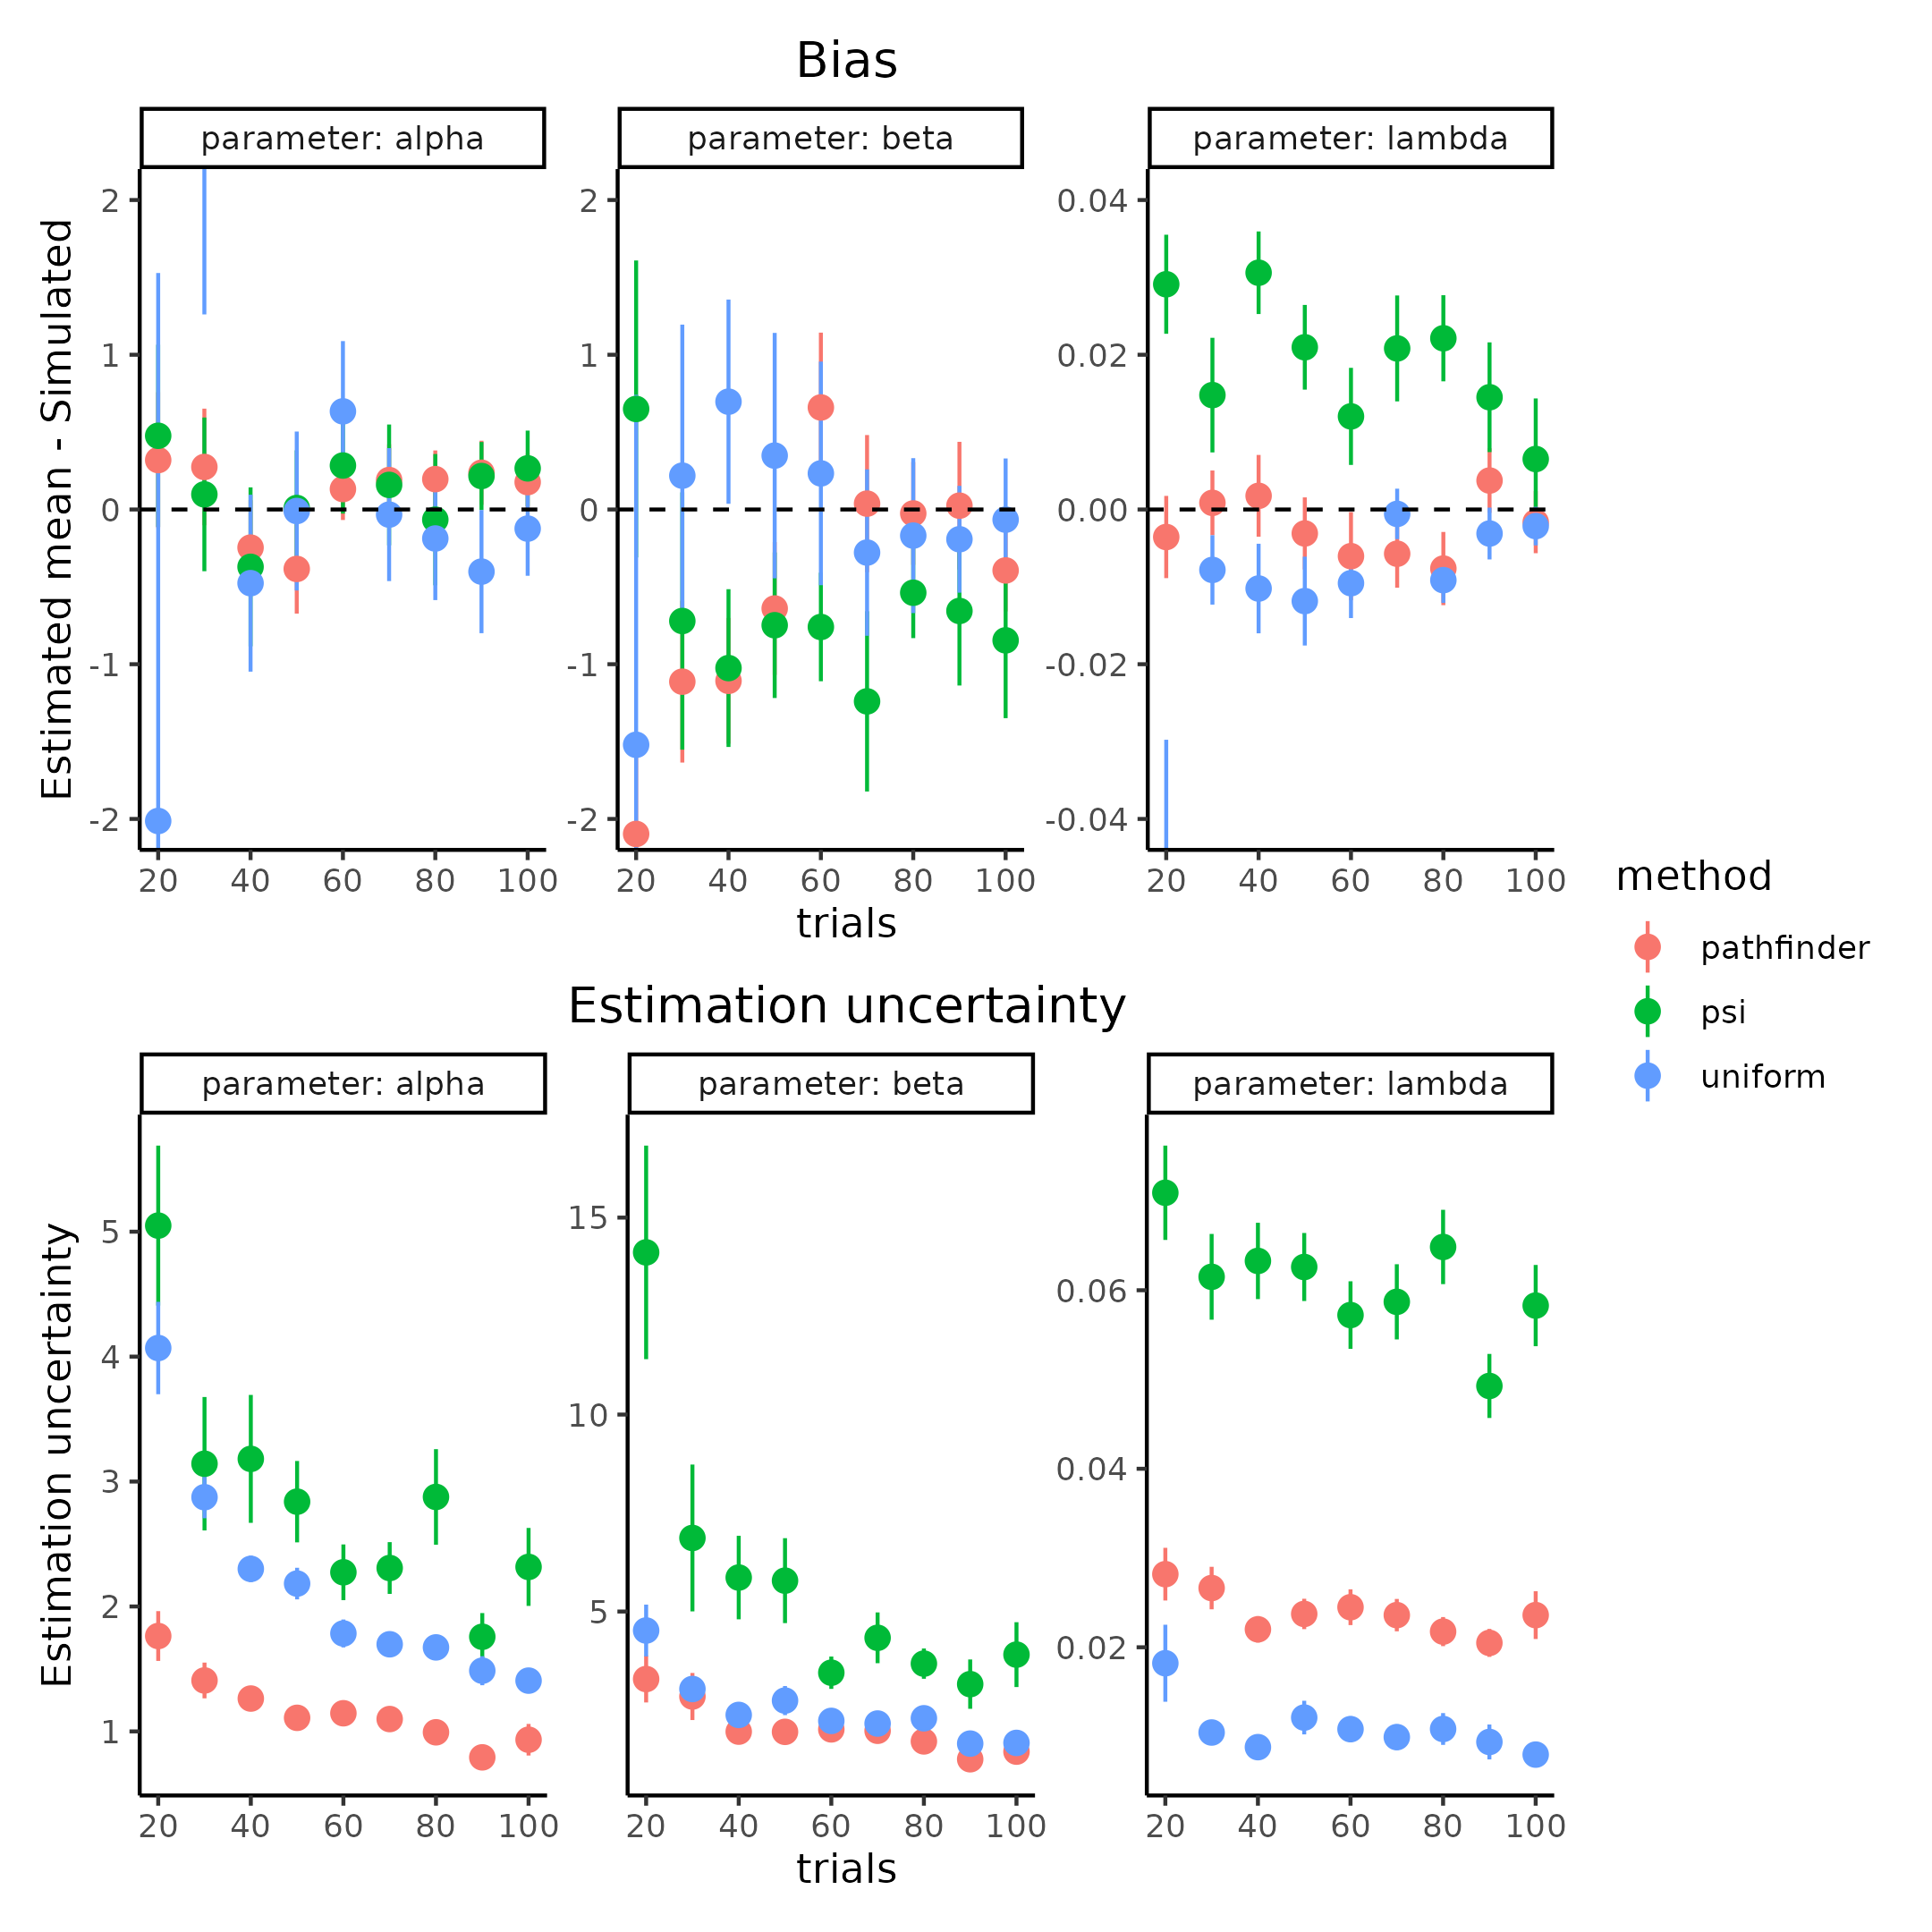 Bias
parameter: alpha
parameter: beta
parameter: lambda
Estimated mean - Simulated
2
1
0
-1
-2
20 40 60 80 100
2
1
0
-1
-2
20 40 60 80 100
0.04
0.02
0.00
-0.02
-0.04
20 40 60 80 100
trials
method
pathfinder
psi
uniform
Estimation uncertainty
parameter: alpha
parameter: beta
parameter: lambda
Estimation uncertainty
5
4
3
2
1
20 40 60 80 100
15
10
5
20 40 60 80 100
0.06
0.04
0.02
20 40 60 80 100
trials